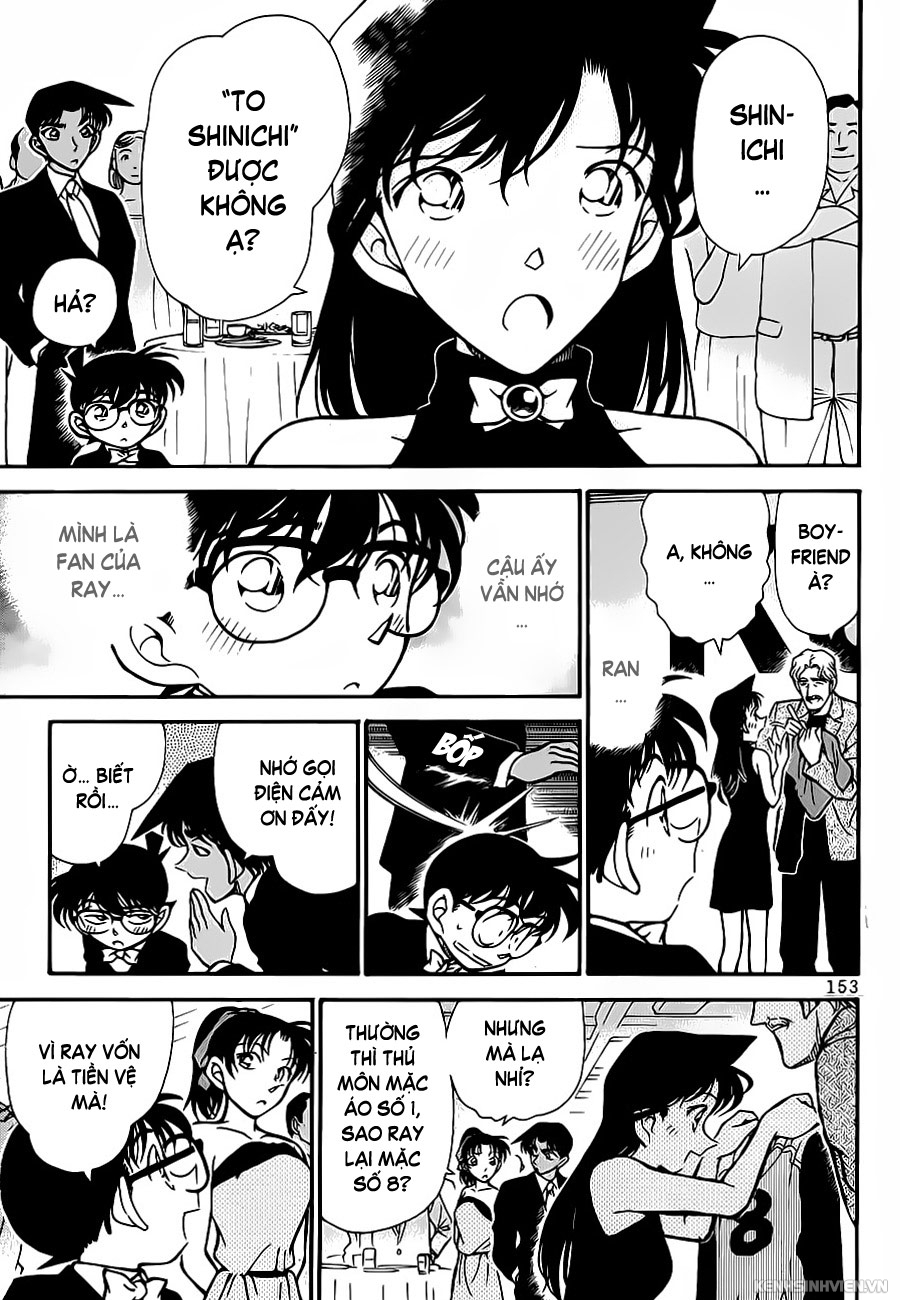 SHIN-
ICHI
...
"TO
SHINICHI"
ĐƯỢC
KHÔNG
Ạ?
HẢ?
BOY-
FRIEND
À?
A, KHÔNG
...
RAN
...
CẬU ẤY
VẪN NHỚ
...
MÌNH LÀ
FAN CỦA
RAY...
BỐP
NHỚ GỌI
ĐIỆN CẢM
ƠN ĐẤY!
Ờ... BIẾT
RỒI...
153
8
NHƯNG
MÀ LẠ
NHỈ?
THƯỜNG
THÌ THỦ
MÔN MẶC
ÁO SỐ 1,
SAO RAY
LẠI MẶC
SỐ 8?
VÌ RAY VỐN
LÀ TIỀN VỆ
MÀ!
KENHSINHVIEN.VN